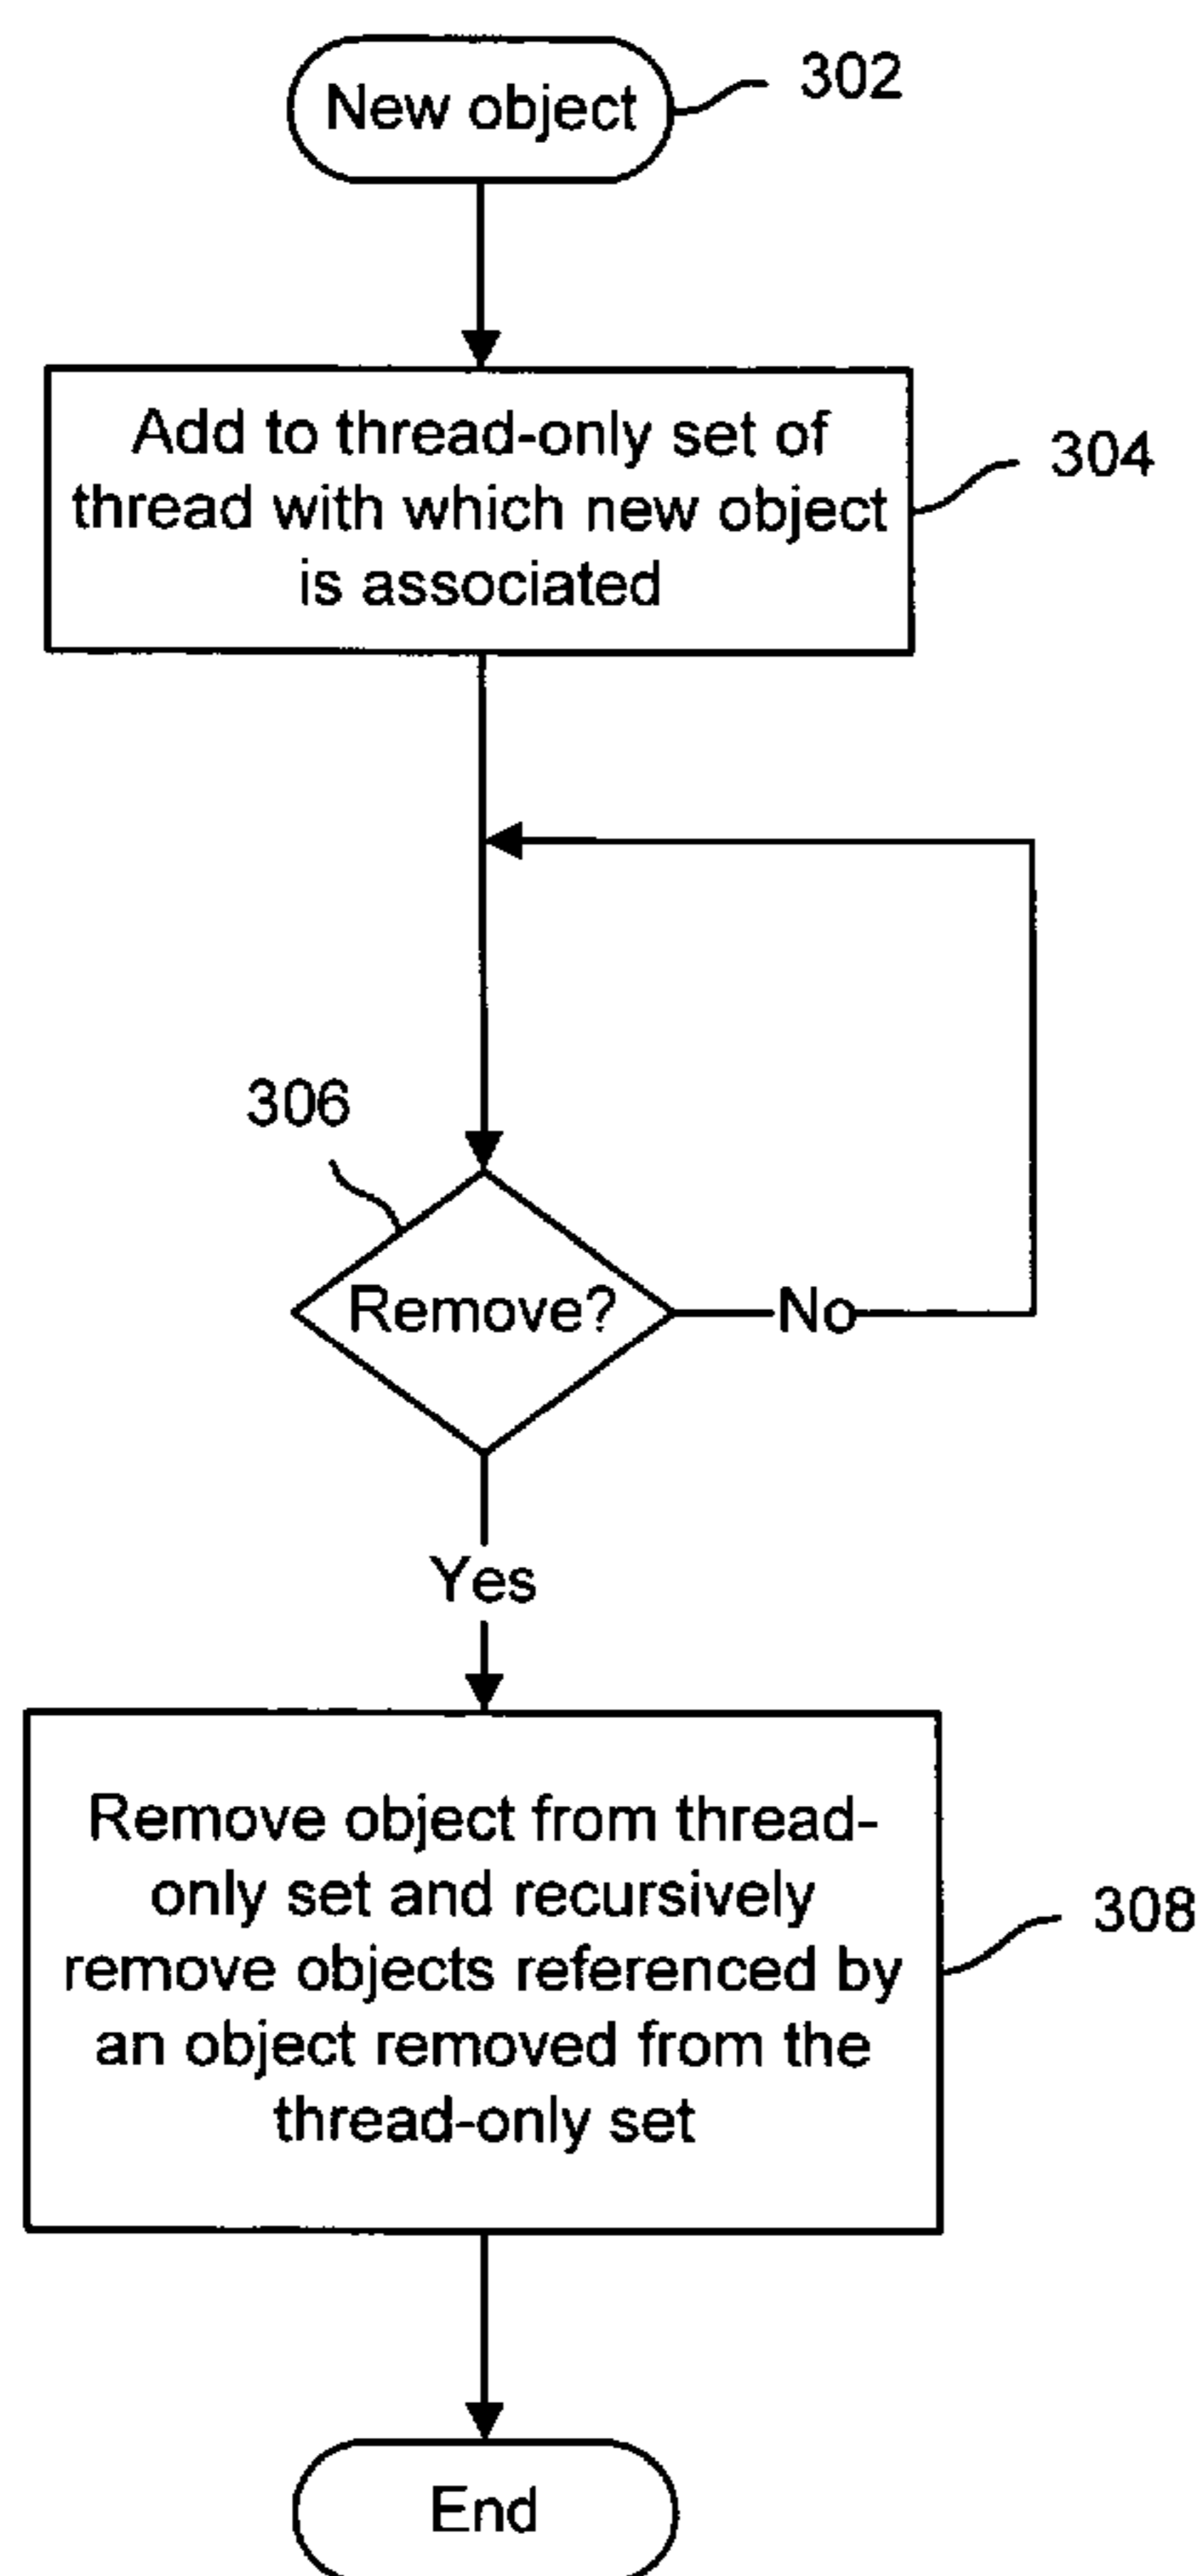 New object
302
Add to thread-only set of
thread with which new object
is associated
304
306
Remove?
No
Yes
Remove object from thread-
only set and recursively
remove objects referenced by
an object removed from the
thread-only set
308
End